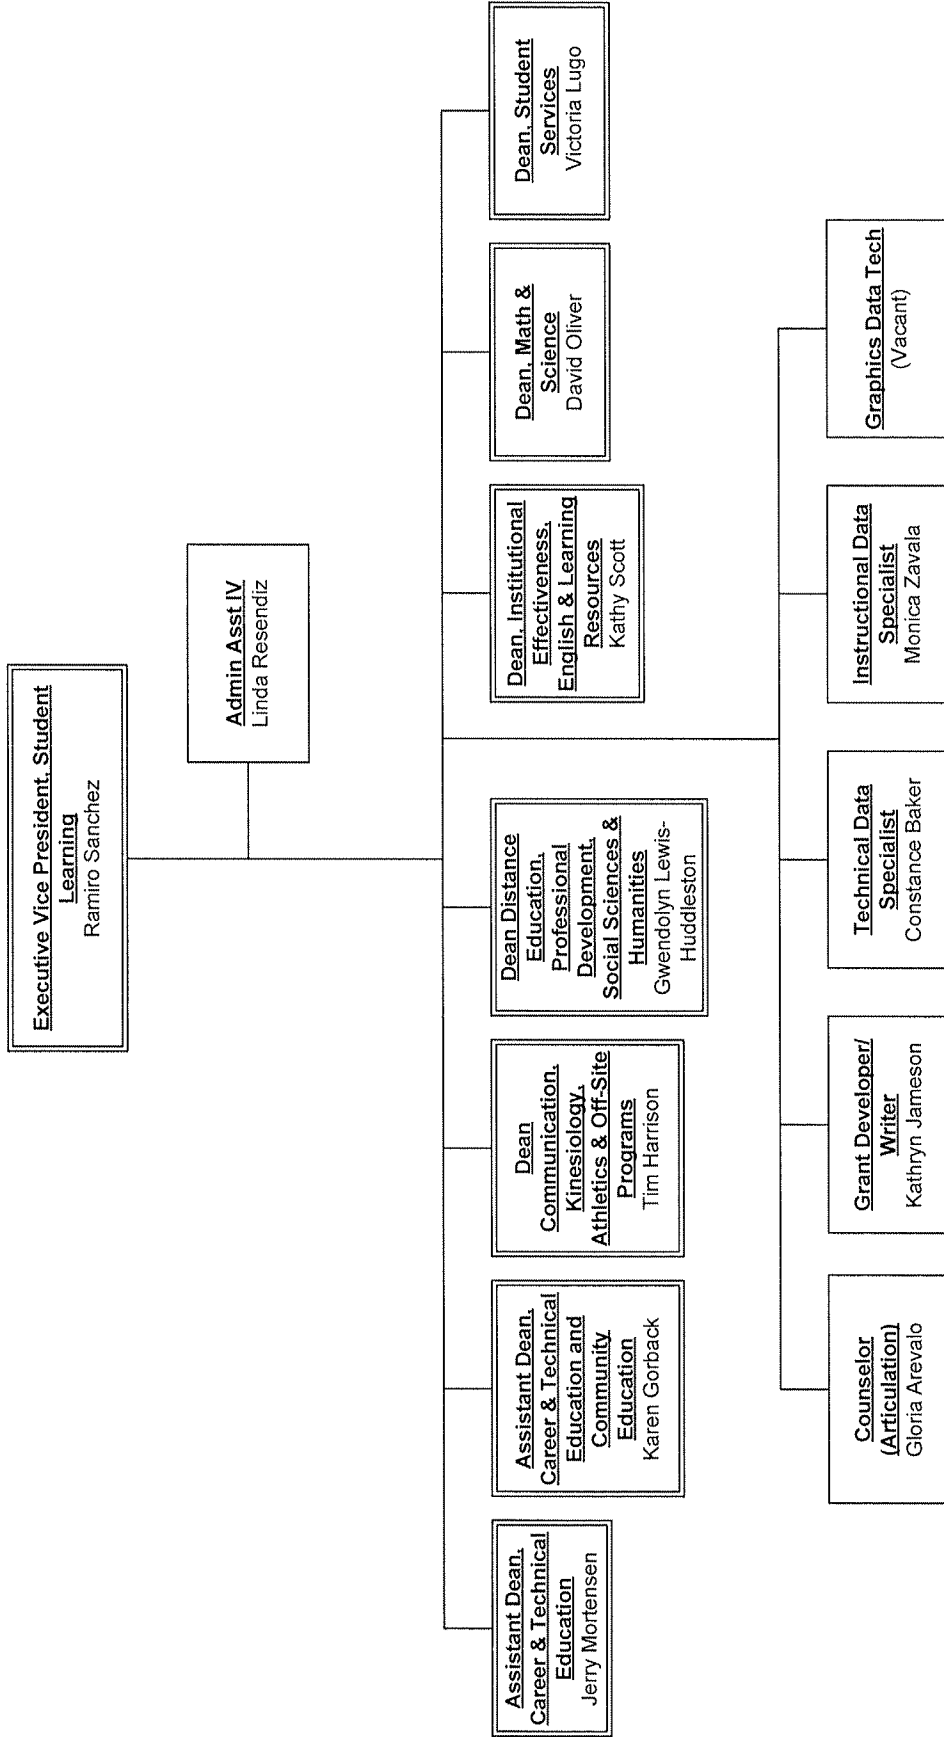 Executive Vice President, Student
Learning
Ramiro Sanchez
Admin Asst IV
Linda Resendiz
Assistant Dean,
Career & Technical
Education
Jerry Mortensen
Assistant Dean,
Career & Technical
Education and
Community
Education
Karen Gorback
Dean
Communication,
Kinesiology,
Athletics & Off-Site
Programs
Tim Harrison
Dean Distance
Education,
Professional
Development,
Social Sciences &
Humanities
Gwendolyn Lewis-
Huddleston
Dean, Institutional
Effectiveness,
English & Learning
Resources
Kathy Scott
Dean, Math &
Science
David Oliver
Dean, Student
Services
Victoria Lugo
Counselor
(Articulation)
Gloria Arevalo
Grant Developer/
Writer
Kathryn Jameson
Technical Data
Specialist
Constance Baker
Instructional Data
Specialist
Monica Zavala
Graphics Data Tech
(Vacant)